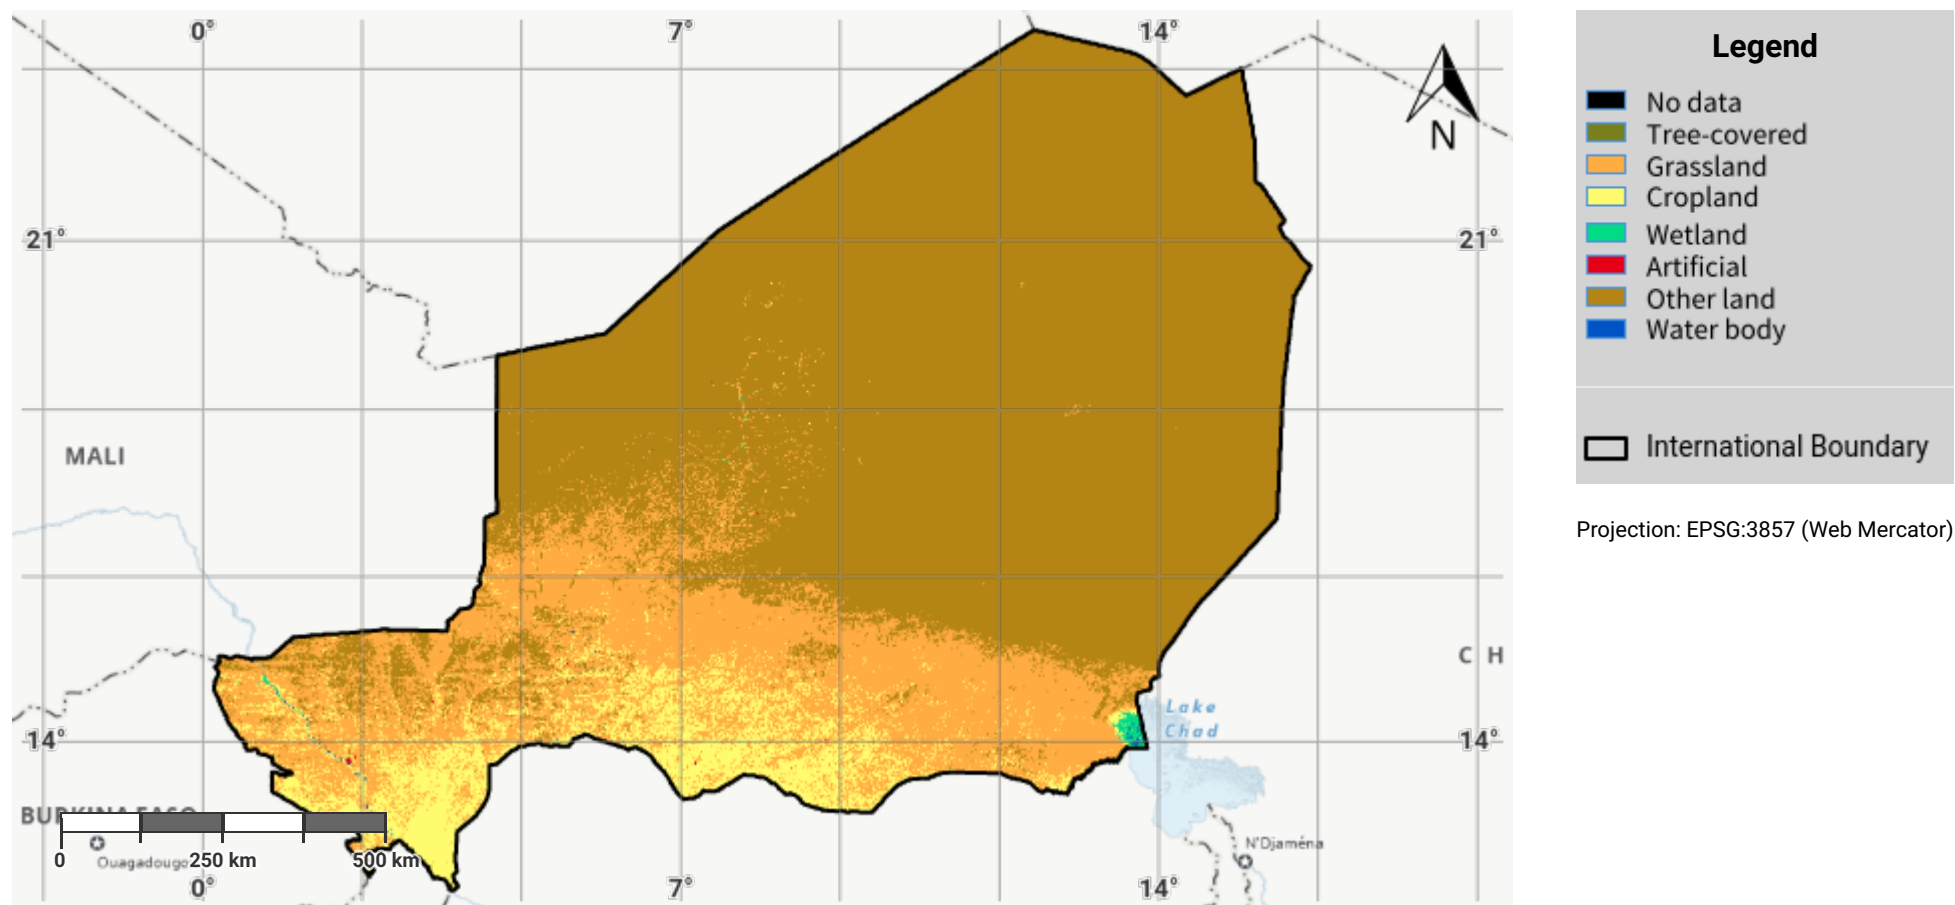 0° 7° 14°
N
21° 21°
MALI
C H
Lake
Chad
14° 14°
BURKINA FASO
N'Djaména
Ouagadougo
0 250 km 500 km
0° 7° 14°
Legend
No data
Tree-covered
Grassland
Cropland
Wetland
Artificial
Other land
Water body
International Boundary
Projection: EPSG:3857 (Web Mercator)